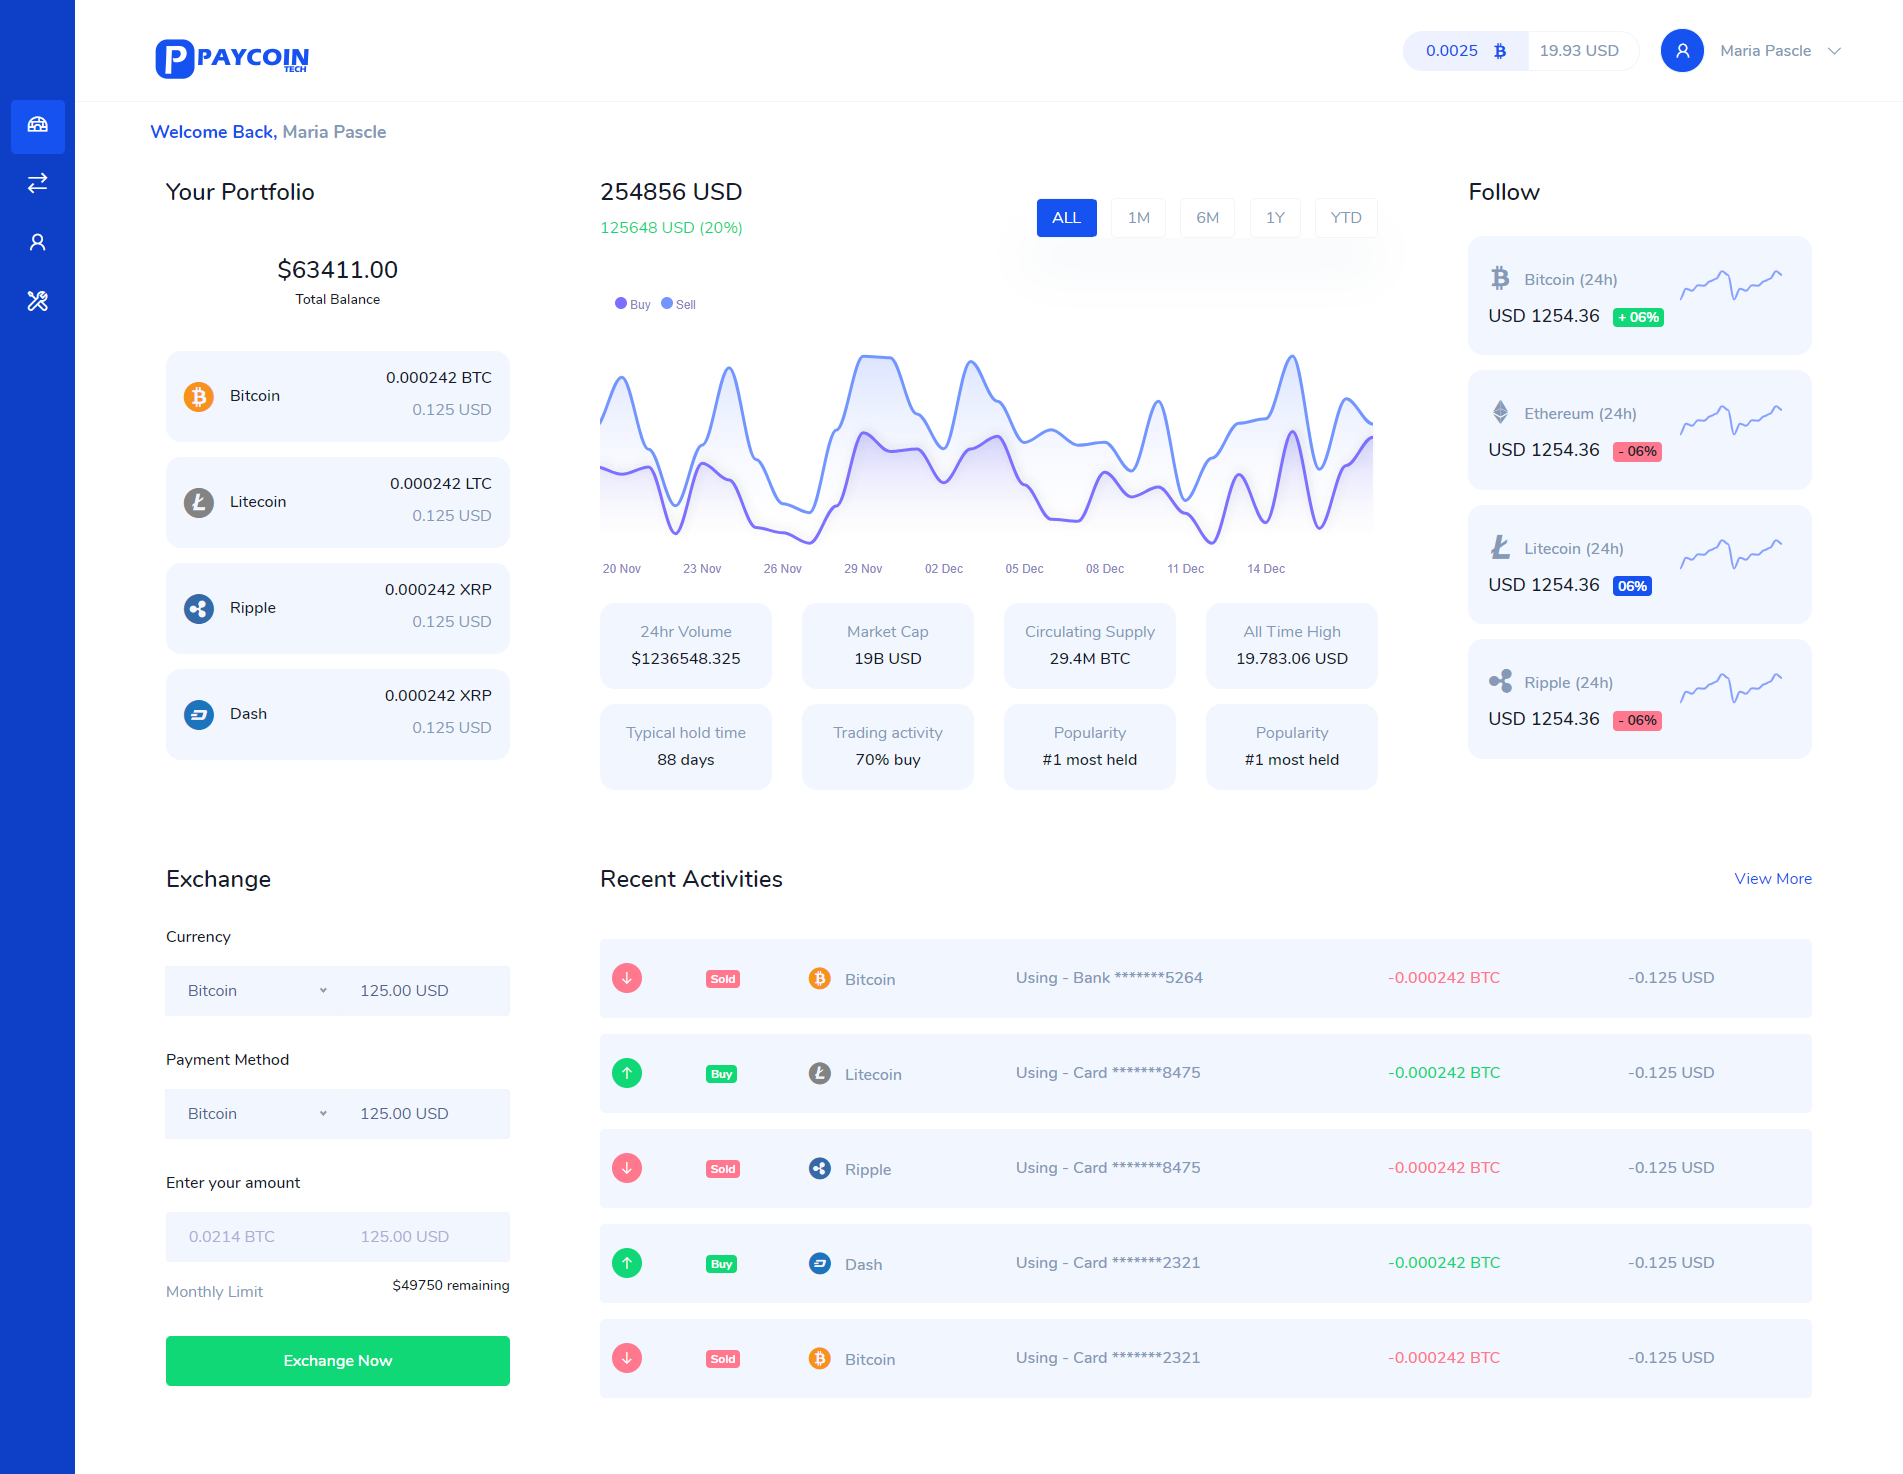 PAYCOIN
TECH
0.0025
19.93 USD
Maria Pascle
Welcome Back, Maria Pascle
Your Portfolio
$63411.00
Total Balance
Bitcoin
0.000242 BTC
0.125 USD
Litecoin
0.000242 LTC
0.125 USD
Ripple
0.000242 XRP
0.125 USD
Dash
0.000242 XRP
0.125 USD
254856 USD
125648 USD (20%)
ALL
1M
6M
1Y
YTD
Buy
Sell
20 Nov
23 Nov
26 Nov
29 Nov
02 Dec
05 Dec
08 Dec
11 Dec
14 Dec
24hr Volume
$1236548.325
Market Cap
19B USD
Circulating Supply
29.4M BTC
All Time High
19.783.06 USD
Typical hold time
88 days
Trading activity
70% buy
Popularity
#1 most held
Popularity
#1 most held
Follow
Bitcoin (24h)
USD 1254.36 + 06%
Ethereum (24h)
USD 1254.36 - 06%
Litecoin (24h)
USD 1254.36 06%
Ripple (24h)
USD 1254.36 - 06%
Exchange
Currency
Bitcoin
125.00 USD
Payment Method
Bitcoin
125.00 USD
Enter your amount
0.0214 BTC
125.00 USD
Monthly Limit
$49750 remaining
Exchange Now
Recent Activities
View More
Sold Bitcoin Using - Bank *******5264 -0.000242 BTC -0.125 USD
Buy Litecoin Using - Card *******8475 -0.000242 BTC -0.125 USD
Sold Ripple Using - Card *******8475 -0.000242 BTC -0.125 USD
Buy Dash Using - Card *******2321 -0.000242 BTC -0.125 USD
Sold Bitcoin Using - Card *******2321 -0.000242 BTC -0.125 USD